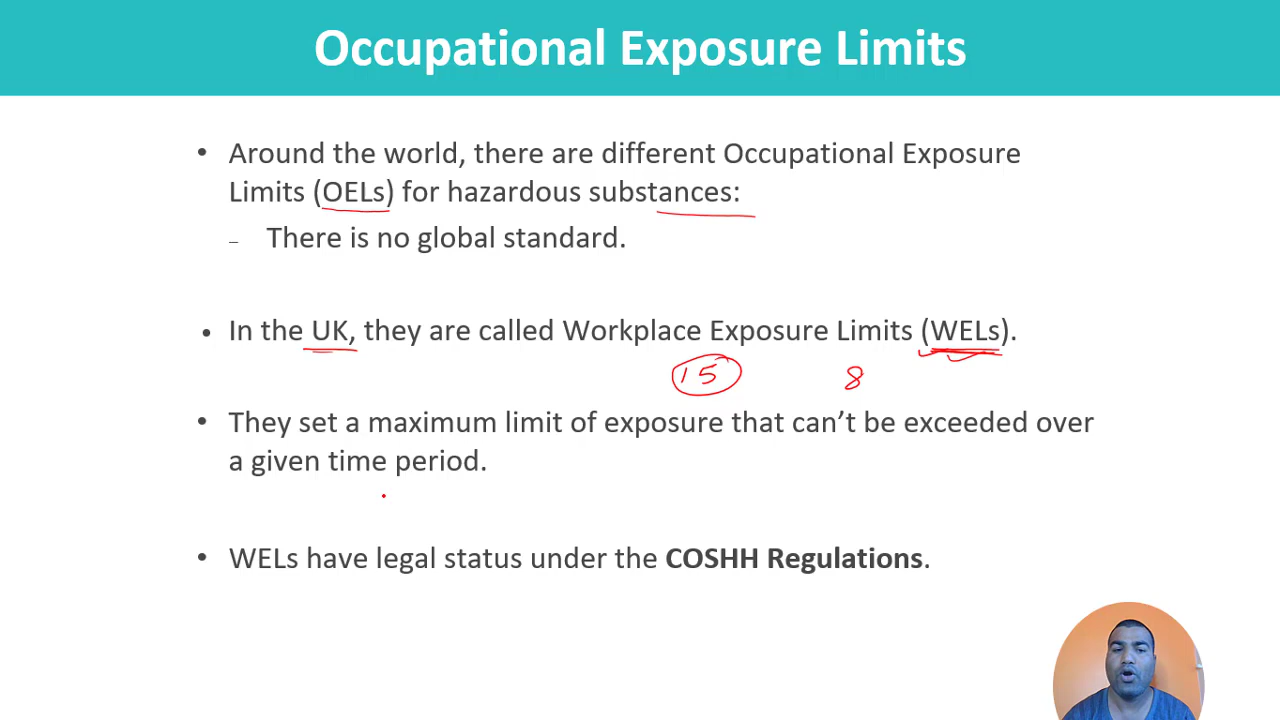 Occupational Exposure Limits
• Around the world, there are different Occupational Exposure
Limits (OELs) for hazardous substances:
– There is no global standard.
• In the UK, they are called Workplace Exposure Limits (WELs).
15 8
• They set a maximum limit of exposure that can’t be exceeded over
a given time period.
• WELs have legal status under the COSHH Regulations.